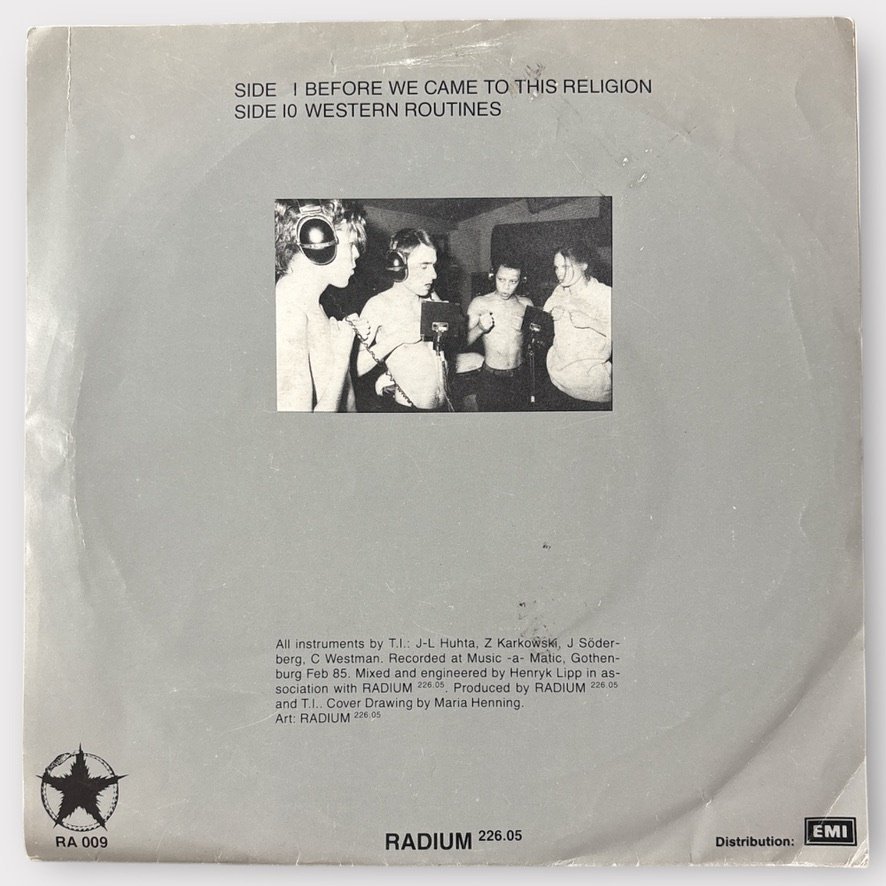 SIDE I BEFORE WE CAME TO THIS RELIGION
SIDE I0 WESTERN ROUTINES
All instruments by T.I.: J-L Huhta, Z Karkowski, J Söder-
berg, C Westman. Recorded at Music -a- Matic, Gothen-
burg Feb 85. Mixed and engineered by Henryk Lipp in as-
sociation with RADIUM 226.05. Produced by RADIUM 226.05
and T.I.. Cover Drawing by Maria Henning.
Art: RADIUM 226.05
RA 009
RADIUM 226.05
Distribution: EMI